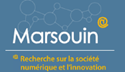 @
Marsouin
@ Recherche sur la société
numérique et l'Innovation